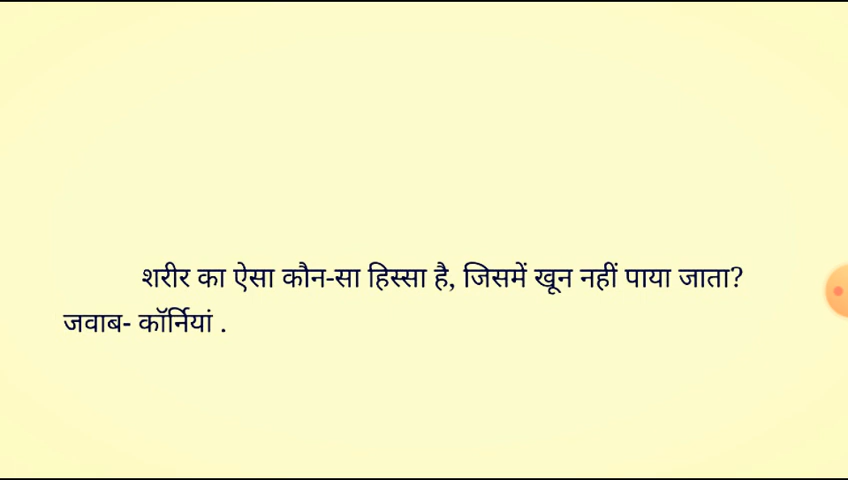 शरीर का ऐसा कौन-सा हिस्सा है, जिसमें खून नहीं पाया जाता?
जवाब- कॉर्नियां .